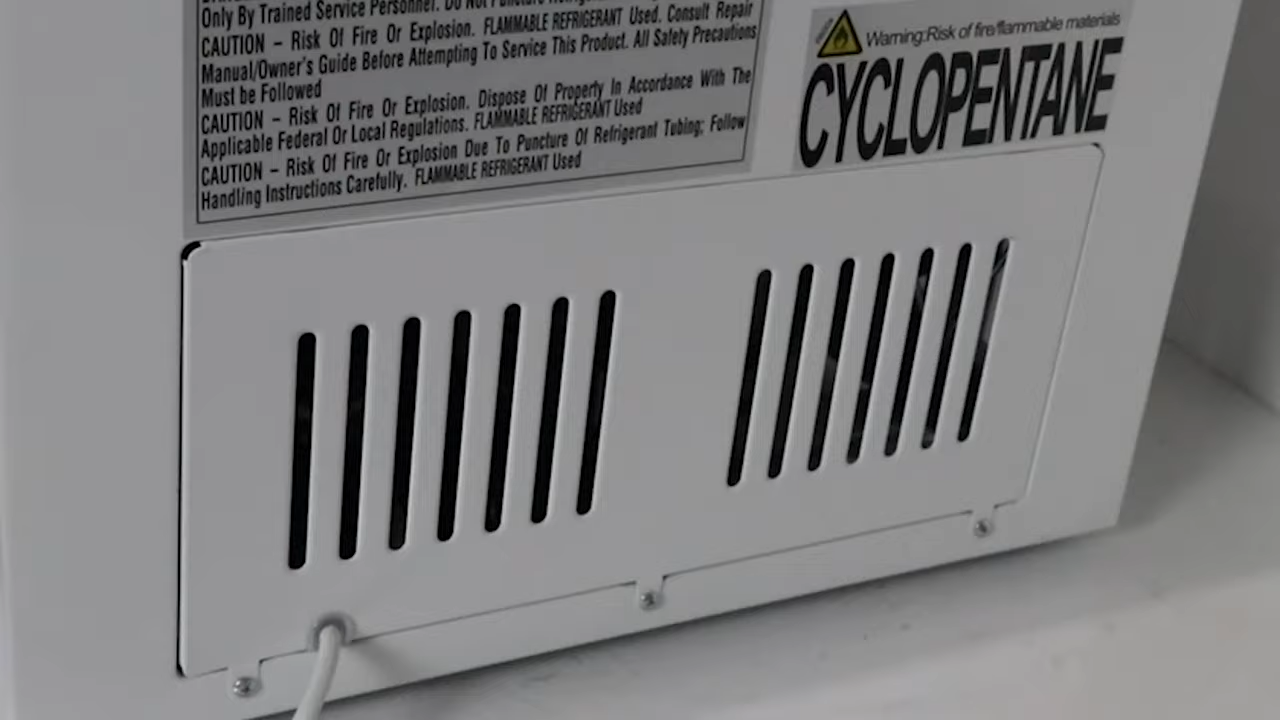 Only By Trained Service Personnel. Do Not Puncture
CAUTION – Risk Of Fire Or Explosion. FLAMMABLE REFRIGERANT Used. Consult Repair
Manual/Owner's Guide Before Attempting To Service This Product. All Safety Precautions
Must be Followed
CAUTION – Risk Of Fire Or Explosion. Dispose Of Property In Accordance With The
Applicable Federal Or Local Regulations. FLAMMABLE REFRIGERANT Used
CAUTION – Risk Of Fire Or Explosion Due To Puncture Of Refrigerant Tubing; Follow
Handling Instructions Carefully. FLAMMABLE REFRIGERANT Used
Warning:Risk of fire/flammable materials
CYCLOPENTANE